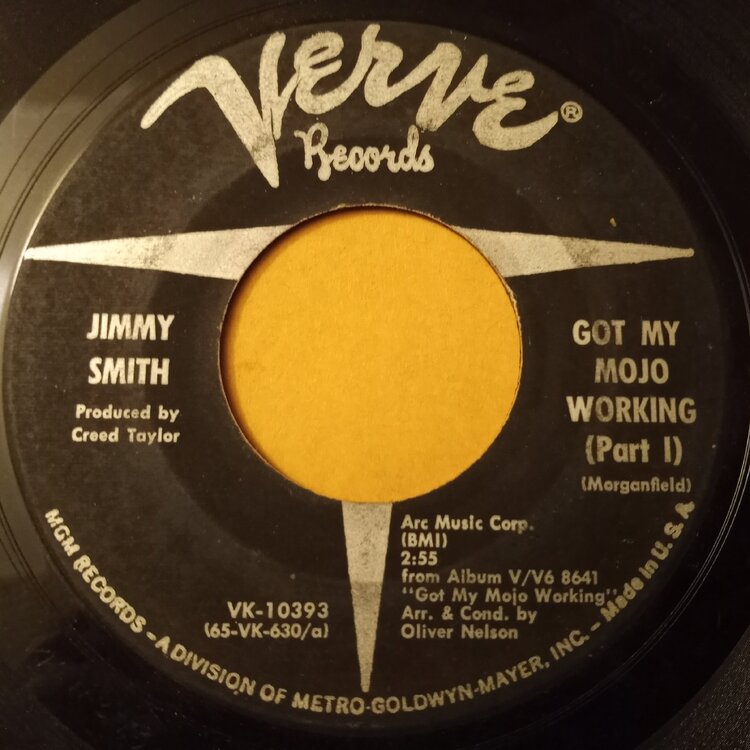 Verve®
Records
JIMMY
SMITH
Produced by
Creed Taylor
GOT MY
MOJO
WORKING
(Part I)
(Morganfield)
Arc Music Corp.
(BMI)
2:55
from Album V/V6 8641
"Got My Mojo Working"
Arr. & Cond. by
Oliver Nelson
VK-10393
(65-VK-630/a)
MGM RECORDS - A DIVISION OF METRO-GOLDWYN-MAYER, INC. - Made in U.S.A